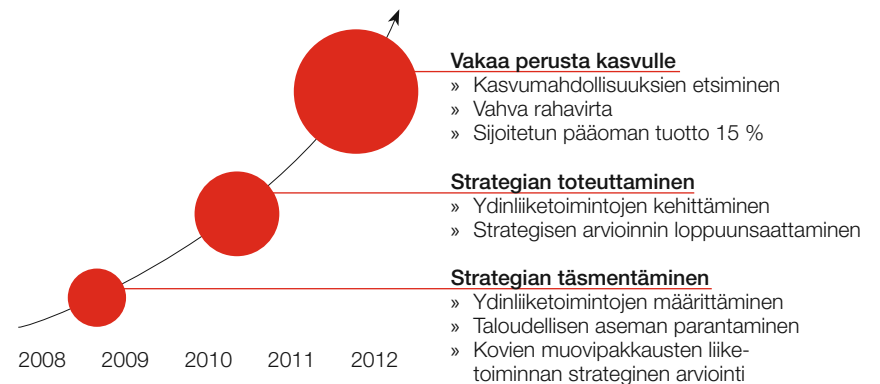 Vakaa perusta kasvulle
» Kasvumahdollisuuksien etsiminen
» Vahva rahavirta
» Sijoitetun pääoman tuotto 15 %
Strategian toteuttaminen
» Ydinliiketoimintojen kehittäminen
» Strategisen arvioinnin loppuunsaattaminen
Strategian täsmentäminen
» Ydinliiketoimintojen määrittäminen
» Taloudellisen aseman parantaminen
» Kovien muovipakkausten liike-
toiminnan strateginen arviointi
2008 2009 2010 2011 2012